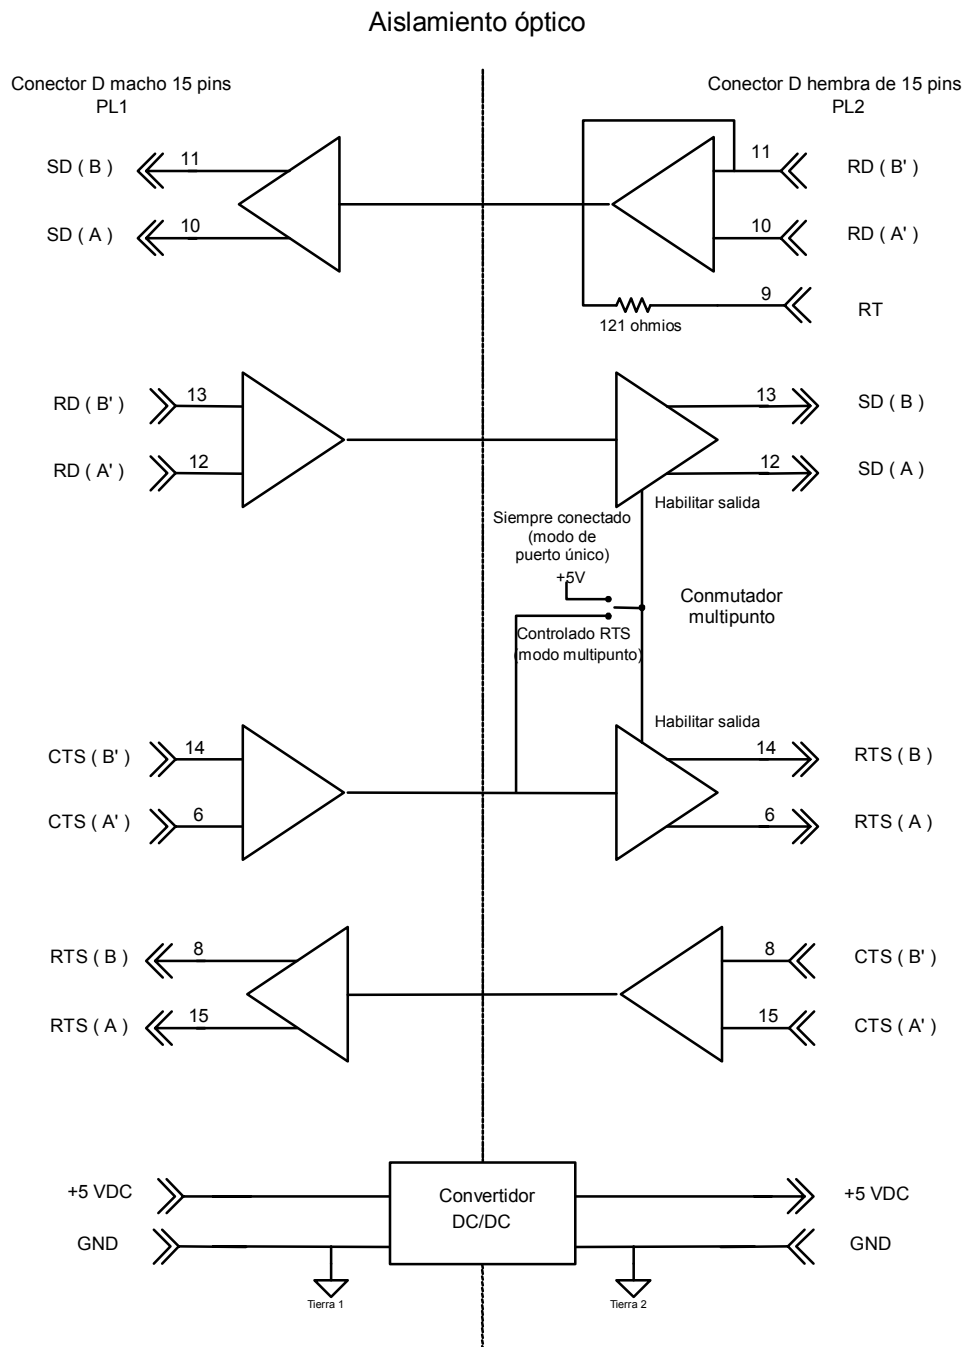 Aislamiento óptico
Conector D macho 15 pins
PL1
Conector D hembra de 15 pins
PL2
SD ( B )
11
11
RD ( B' )
SD ( A )
10
10
RD ( A' )
9
RT
121 ohmios
RD ( B' )
13
13
SD ( B )
RD ( A' )
12
12
SD ( A )
Habilitar salida
Siempre conectado
(modo de
puerto único)
+5V
Conmutador
multipunto
Controlado RTS
(modo multipunto)
Habilitar salida
CTS ( B' )
14
14
RTS ( B )
CTS ( A' )
6
6
RTS ( A )
RTS ( B )
8
8
CTS ( B' )
RTS ( A )
15
15
CTS ( A' )
+5 VDC
Convertidor
DC/DC
+5 VDC
GND
GND
Tierra 1
Tierra 2